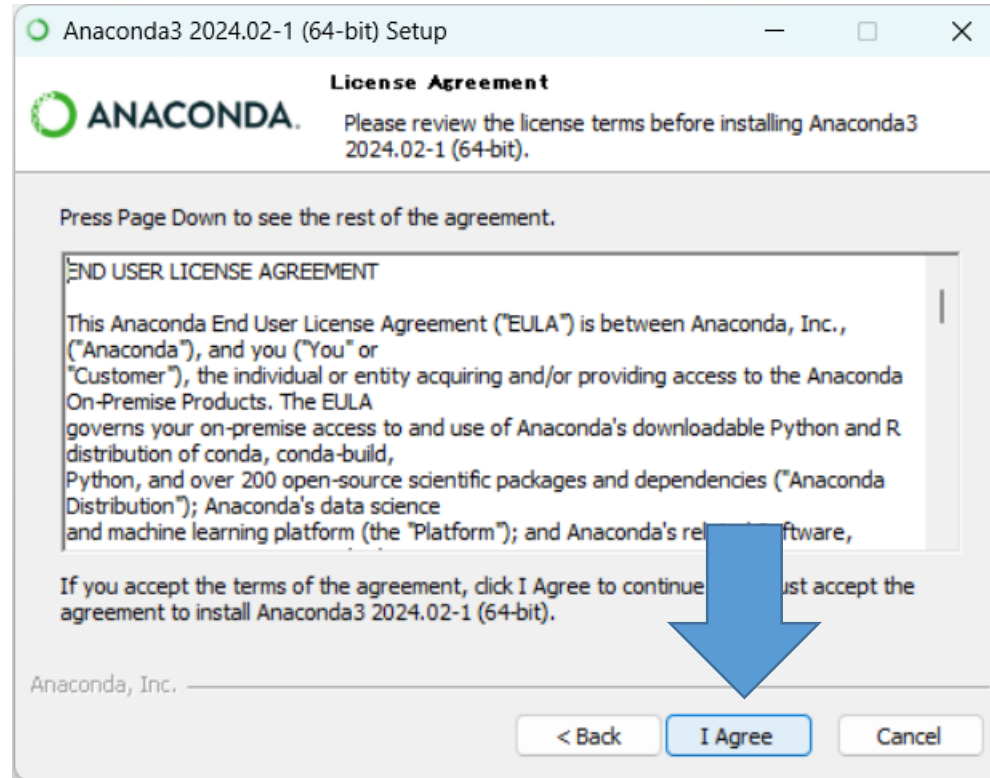 Anaconda3 2024.02-1 (64-bit) Setup
ANACONDA.
License Agreement
Please review the license terms before installing Anaconda3
2024.02-1 (64-bit).
Press Page Down to see the rest of the agreement.
END USER LICENSE AGREEMENT
This Anaconda End User License Agreement ("EULA") is between Anaconda, Inc.,
("Anaconda"), and you ("You" or
"Customer"), the individual or entity acquiring and/or providing access to the Anaconda
On-Premise Products. The EULA
governs your on-premise access to and use of Anaconda's downloadable Python and R
distribution of conda, conda-build,
Python, and over 200 open-source scientific packages and dependencies ("Anaconda
Distribution"); Anaconda's data science
and machine learning platform (the "Platform"); and Anaconda's
If you accept the terms of the agreement, click I Agree to continue accept the
agreement to install Anaconda3 2024.02-1 (64-bit).
Anaconda, Inc.
< Back
I Agree
Cancel